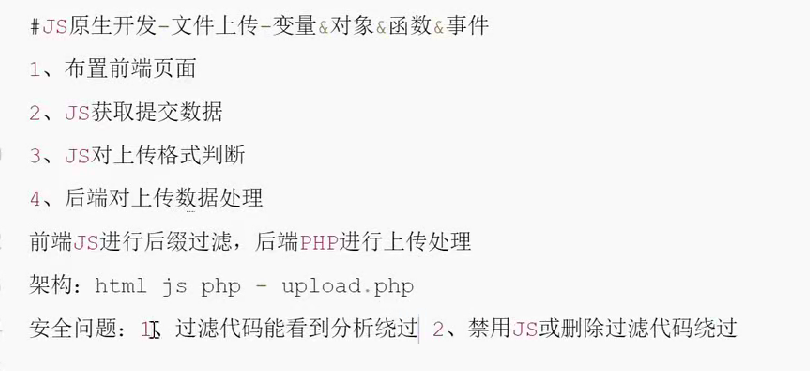 #JS原生开发-文件上传-变量&对象&函数&事件
1、布置前端页面
2、JS获取提交数据
3、JS对上传格式判断
4、后端对上传数据处理
前端JS进行后缀过滤，后端PHP进行上传处理
架构：html js php - upload.php
安全问题：1、过滤代码能看到分析绕过 2、禁用JS或删除过滤代码绕过